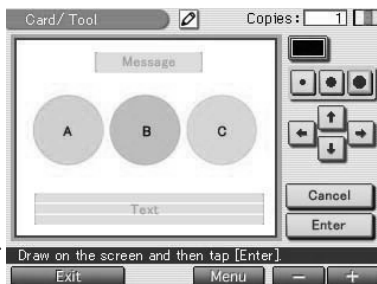 Card/Tool Copies: 1
Message
A B C
Text
Cancel
Enter
Draw on the screen and then tap [Enter].
Exit Menu − +